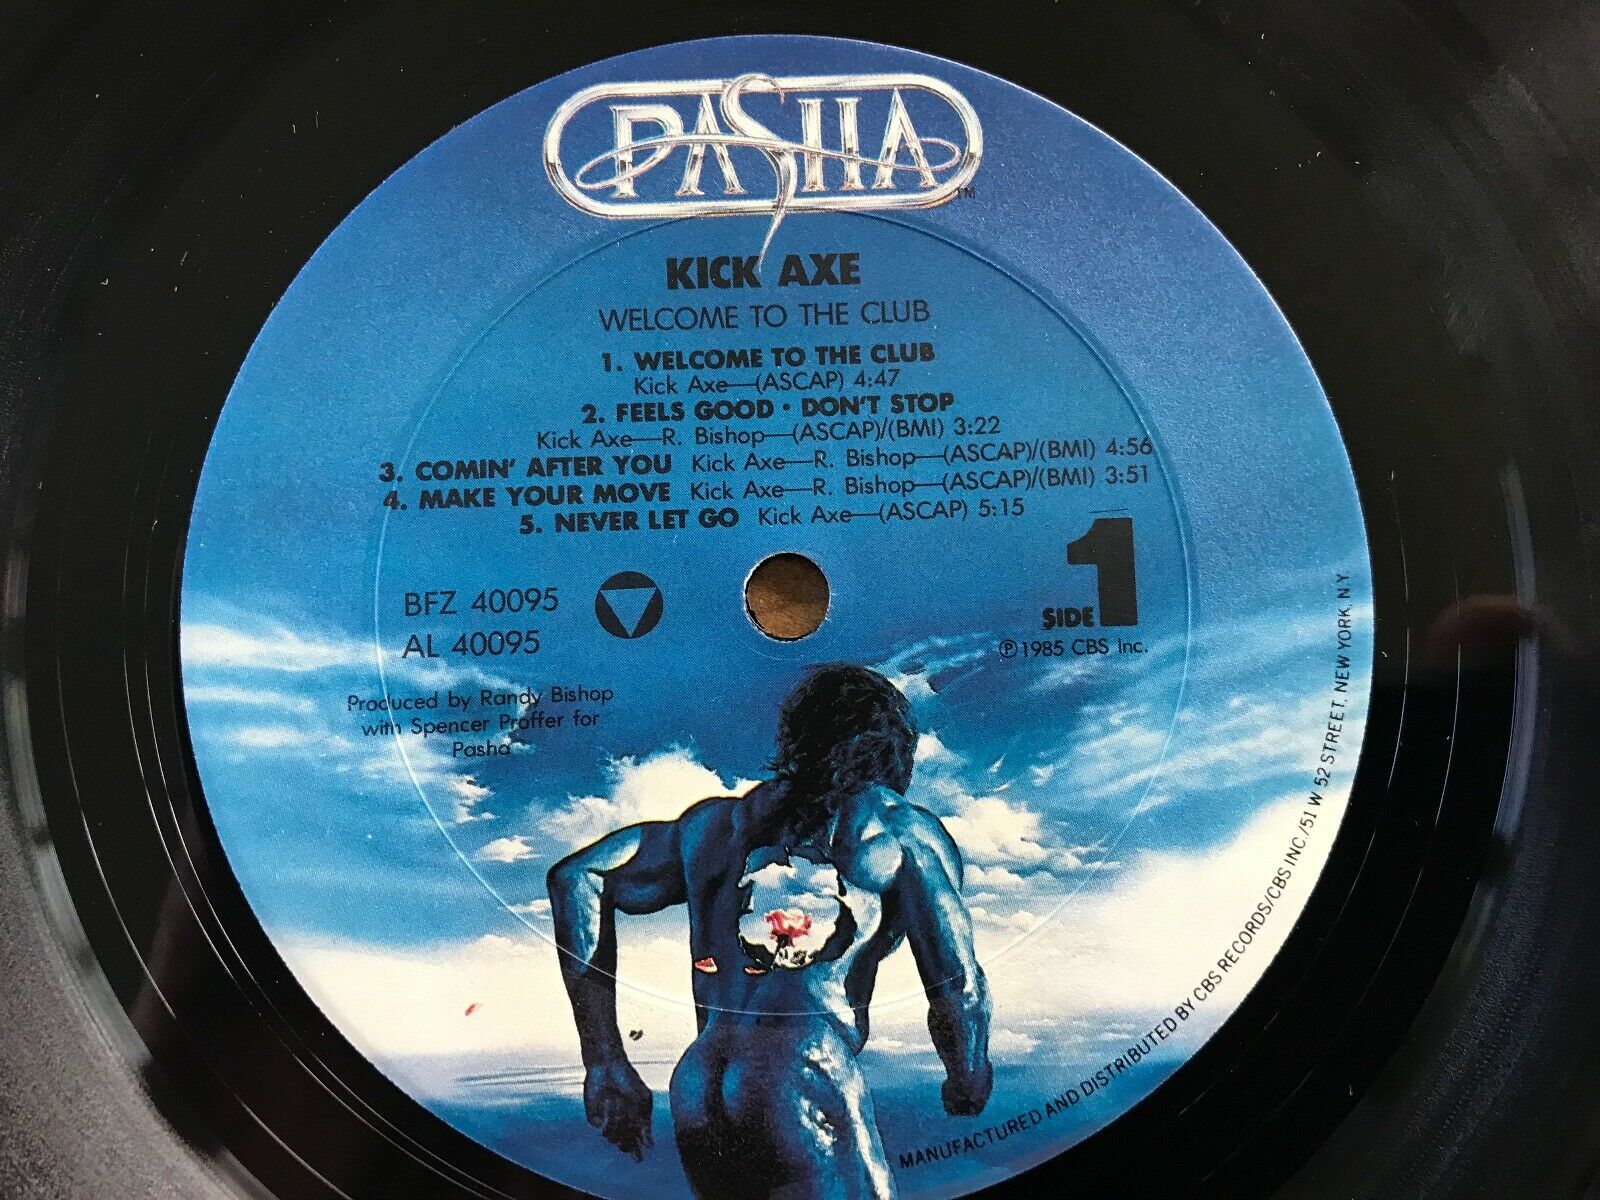 PASHA
TM
KICK AXE
WELCOME TO THE CLUB
1. WELCOME TO THE CLUB
Kick Axe—(ASCAP) 4:47
2. FEELS GOOD · DON'T STOP
Kick Axe—R. Bishop—(ASCAP)/(BMI) 3:22
3. COMIN' AFTER YOU Kick Axe—R. Bishop—(ASCAP)/(BMI) 4:56
4. MAKE YOUR MOVE Kick Axe—R. Bishop—(ASCAP)/(BMI) 3:51
5. NEVER LET GO Kick Axe—(ASCAP) 5:15
BFZ 40095
AL 40095
SIDE 1
℗1985 CBS Inc.
Produced by Randy Bishop
with Spencer Proffer for
Pasha
MANUFACTURED AND DISTRIBUTED BY CBS RECORDS/CBS INC./51 W 52 STREET, NEW YORK, N.Y.